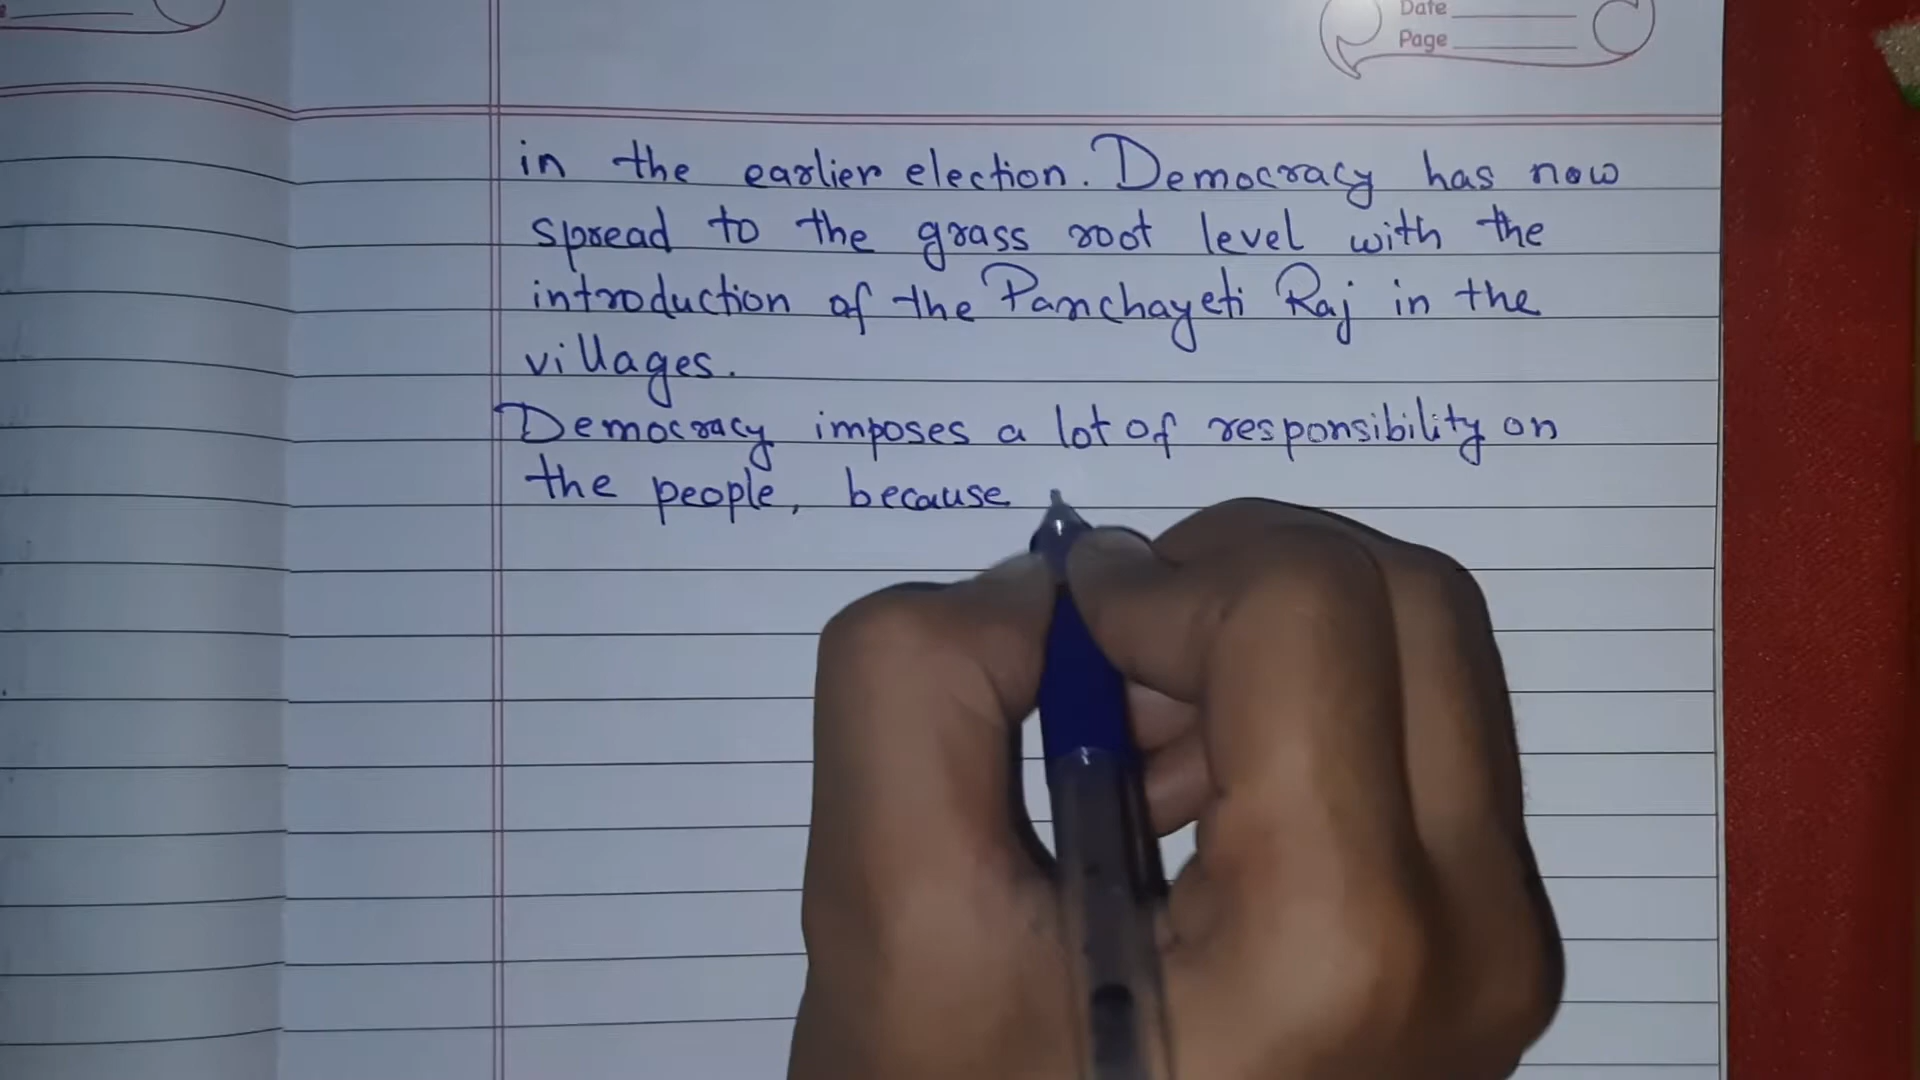 Date
Page
in the earlier election. Democracy has now
spread to the grass root level with the
introduction of the Panchayeti Raj in the
villages.
Democracy imposes a lot of responsibility on
the people, because